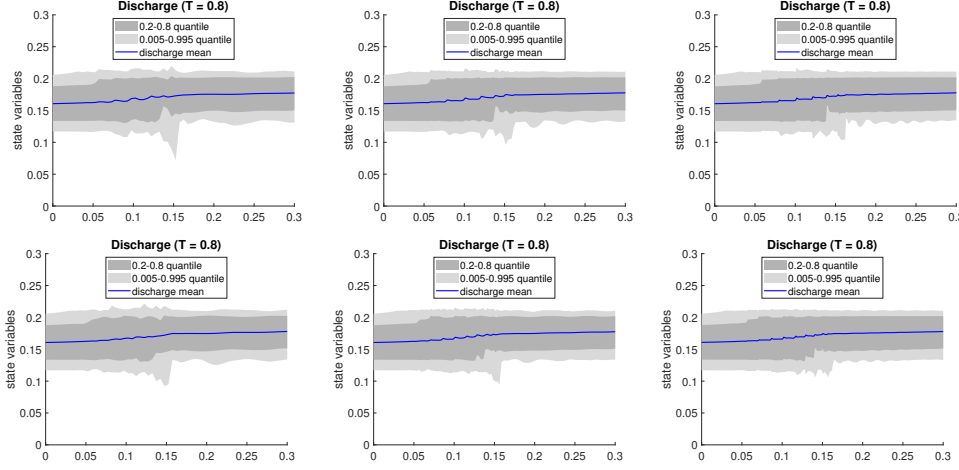 Discharge (T = 0.8)
0.3
0.25
0.2
0.15
0.1
0.05
0
state variables
0.2-0.8 quantile
0.005-0.995 quantile
discharge mean
0 0.05 0.1 0.15 0.2 0.25 0.3
Discharge (T = 0.8)
0.3
0.25
0.2
0.15
0.1
0.05
0
state variables
0.2-0.8 quantile
0.005-0.995 quantile
discharge mean
0 0.05 0.1 0.15 0.2 0.25 0.3
Discharge (T = 0.8)
0.3
0.25
0.2
0.15
0.1
0.05
0
state variables
0.2-0.8 quantile
0.005-0.995 quantile
discharge mean
0 0.05 0.1 0.15 0.2 0.25 0.3
Discharge (T = 0.8)
0.3
0.25
0.2
0.15
0.1
0.05
0
state variables
0.2-0.8 quantile
0.005-0.995 quantile
discharge mean
0 0.05 0.1 0.15 0.2 0.25 0.3
Discharge (T = 0.8)
0.3
0.25
0.2
0.15
0.1
0.05
0
state variables
0.2-0.8 quantile
0.005-0.995 quantile
discharge mean
0 0.05 0.1 0.15 0.2 0.25 0.3
Discharge (T = 0.8)
0.3
0.25
0.2
0.15
0.1
0.05
0
state variables
0.2-0.8 quantile
0.005-0.995 quantile
discharge mean
0 0.05 0.1 0.15 0.2 0.25 0.3